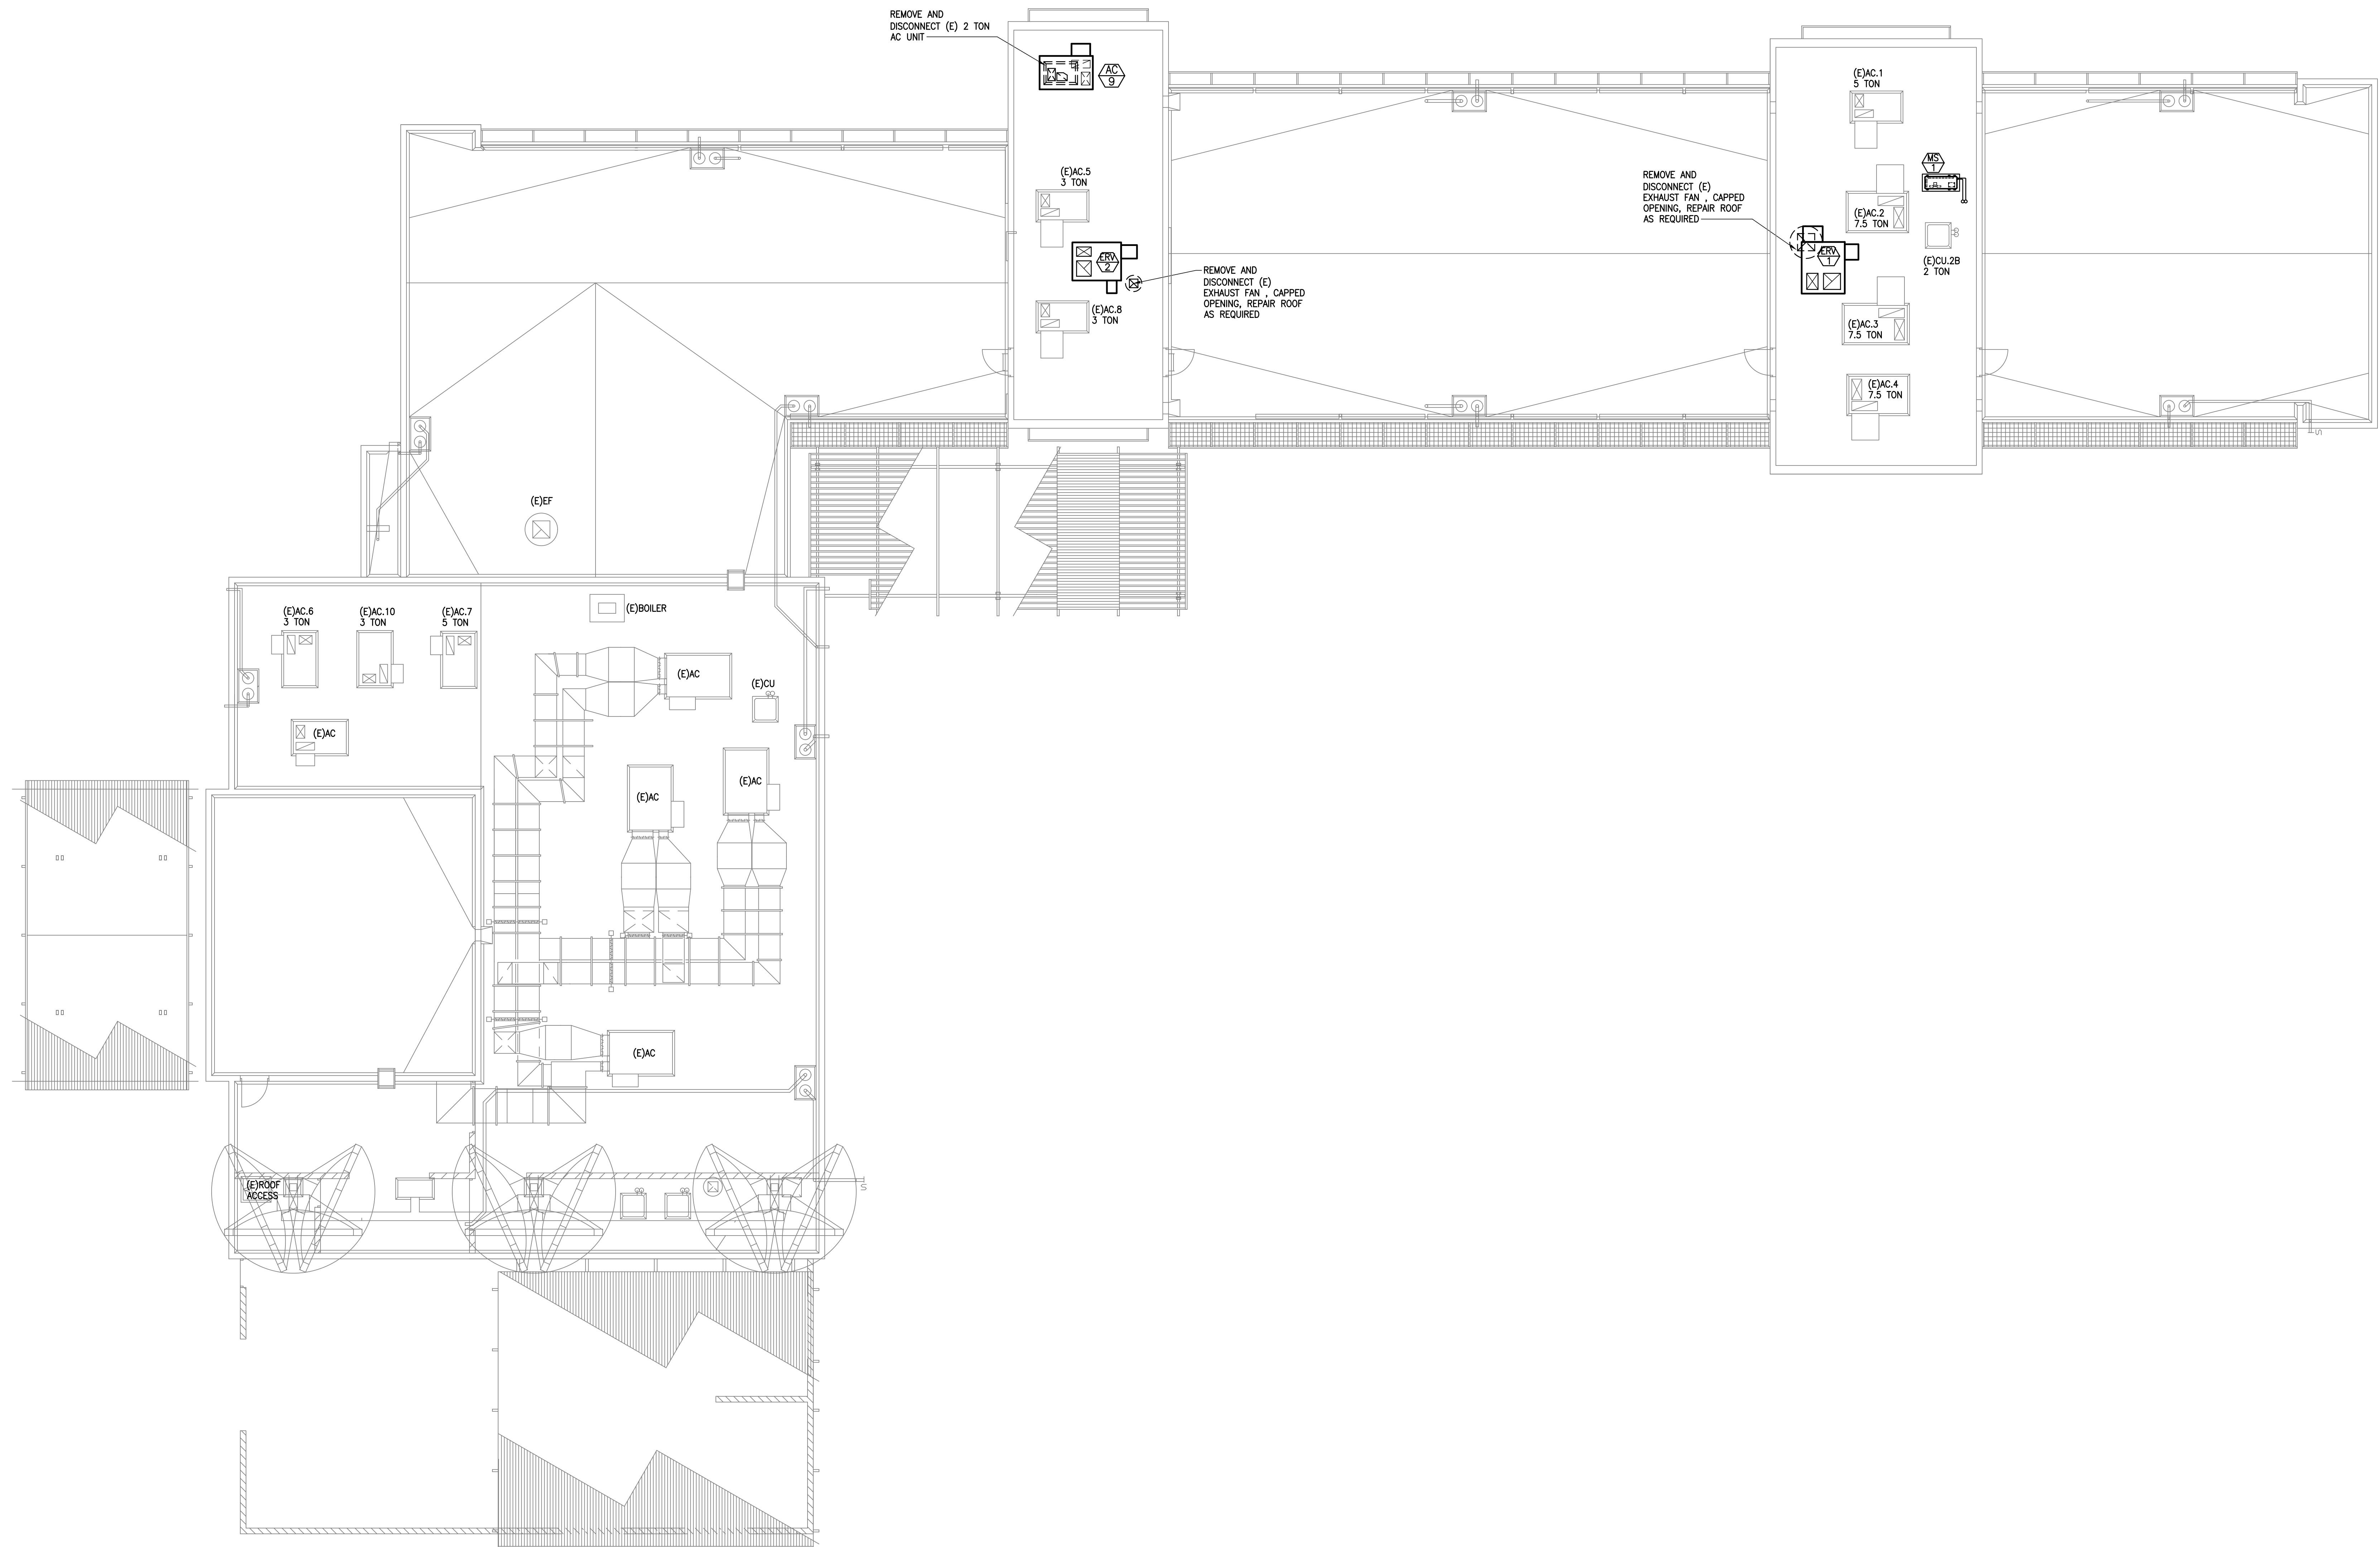 REMOVE AND
DISCONNECT (E) 2 TON
AC UNIT
AC
9
(E)AC.1
5 TON
(E)AC.5
3 TON
MS
1
REMOVE AND
DISCONNECT (E)
EXHAUST FAN , CAPPED
OPENING, REPAIR ROOF
AS REQUIRED
(E)AC.2
7.5 TON
ERV
1
ERV
2
(E)CU.2B
2 TON
REMOVE AND
DISCONNECT (E)
EXHAUST FAN , CAPPED
OPENING, REPAIR ROOF
AS REQUIRED
(E)AC.8
3 TON
(E)AC.3
7.5 TON
(E)AC.4
7.5 TON
S
(E)EF
(E)AC.6
3 TON
(E)AC.10
3 TON
(E)AC.7
5 TON
(E)BOILER
(E)AC
(E)CU
(E)AC
(E)AC
(E)AC
(E)AC
(E)ROOF
ACCESS
S